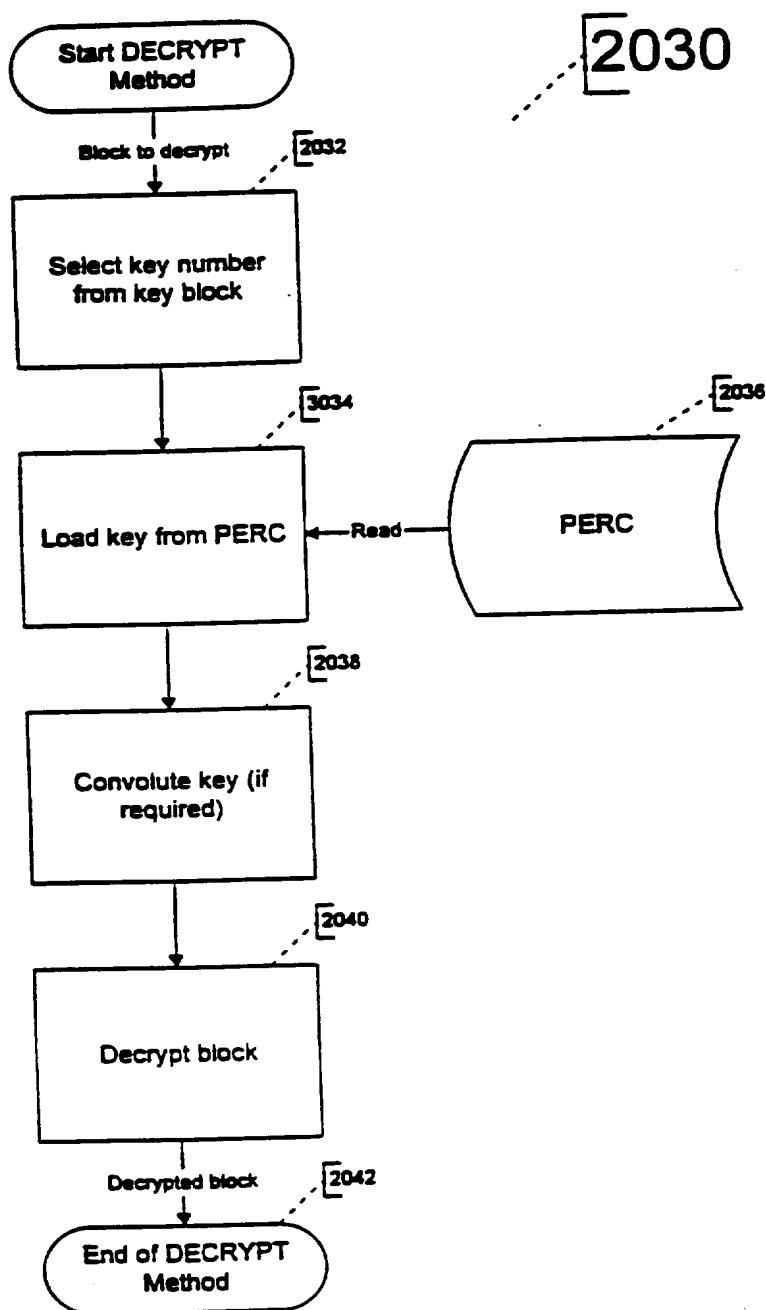 2030
Start DECRYPT
Method
Block to decrypt
2032
Select key number
from key block
3034
Load key from PERC
Read
2036
PERC
2038
Convolute key (if
required)
2040
Decrypt block
Decrypted block
2042
End of DECRYPT
Method